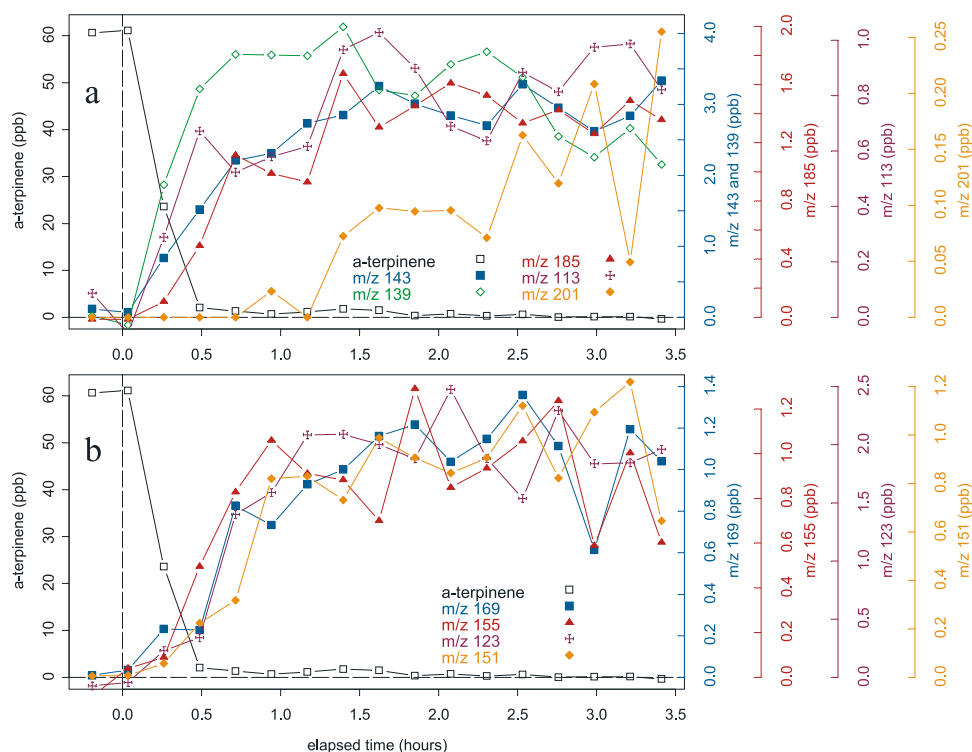 a
a-terpinene (ppb)
0 10 20 30 40 50 60
0.0 0.5 1.0 1.5 2.0 2.5 3.0 3.5
a-terpinene
m/z 143
m/z 139
m/z 185
m/z 113
m/z 201
m/z 143 and 139 (ppb)
0.0 1.0 2.0 3.0 4.0
m/z 185 (ppb)
0.0 0.4 0.8 1.2 1.6 2.0
m/z 113 (ppb)
0.0 0.2 0.4 0.6 0.8 1.0
m/z 201 (ppb)
0.00 0.05 0.10 0.15 0.20 0.25
b
a-terpinene (ppb)
0 10 20 30 40 50 60
0.0 0.5 1.0 1.5 2.0 2.5 3.0 3.5
elapsed time (hours)
a-terpinene
m/z 169
m/z 155
m/z 123
m/z 151
m/z 169 (ppb)
0.0 0.2 0.4 0.6 0.8 1.0 1.2 1.4
m/z 155 (ppb)
0.0 0.2 0.4 0.6 0.8 1.0 1.2
m/z 123 (ppb)
0.0 0.5 1.0 1.5 2.0 2.5
m/z 151 (ppb)
0.0 0.2 0.4 0.6 0.8 1.0 1.2